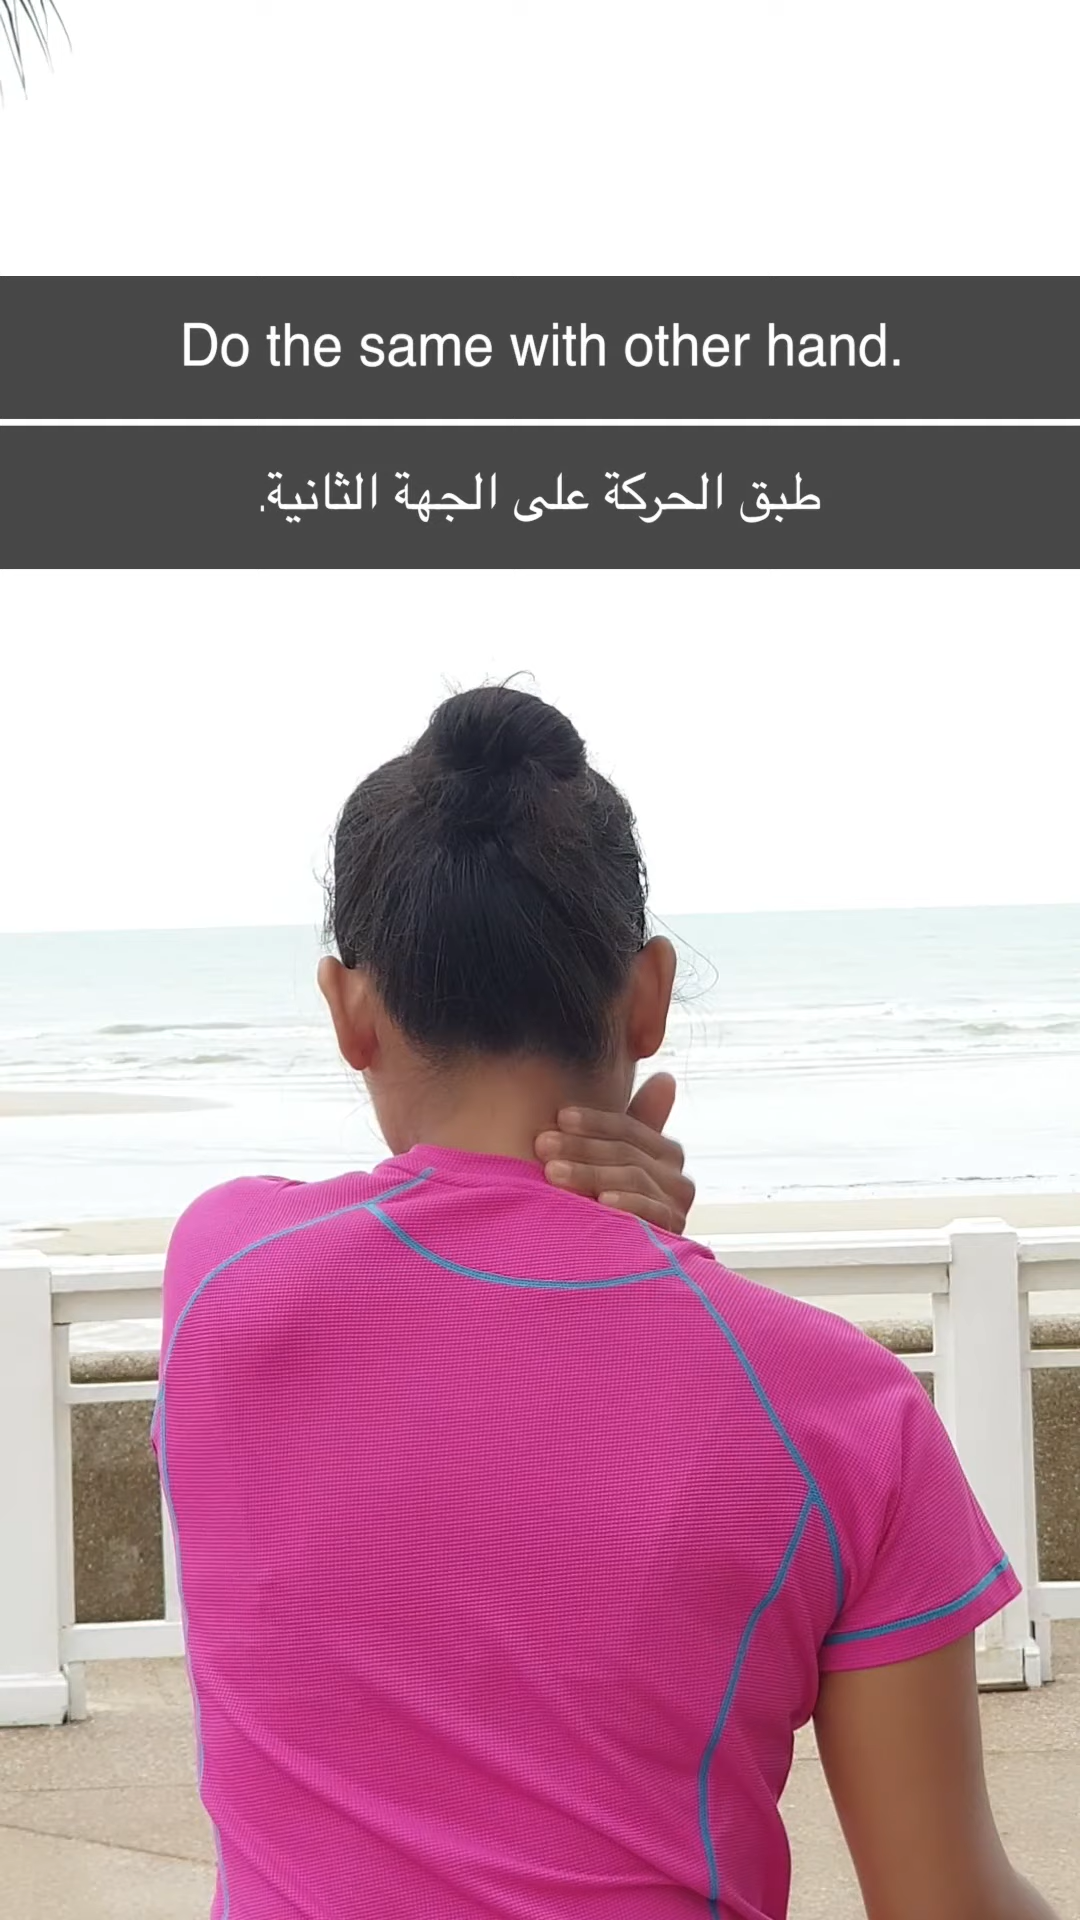 Do the same with other hand.
طبق الحركة على الجهة الثانية.